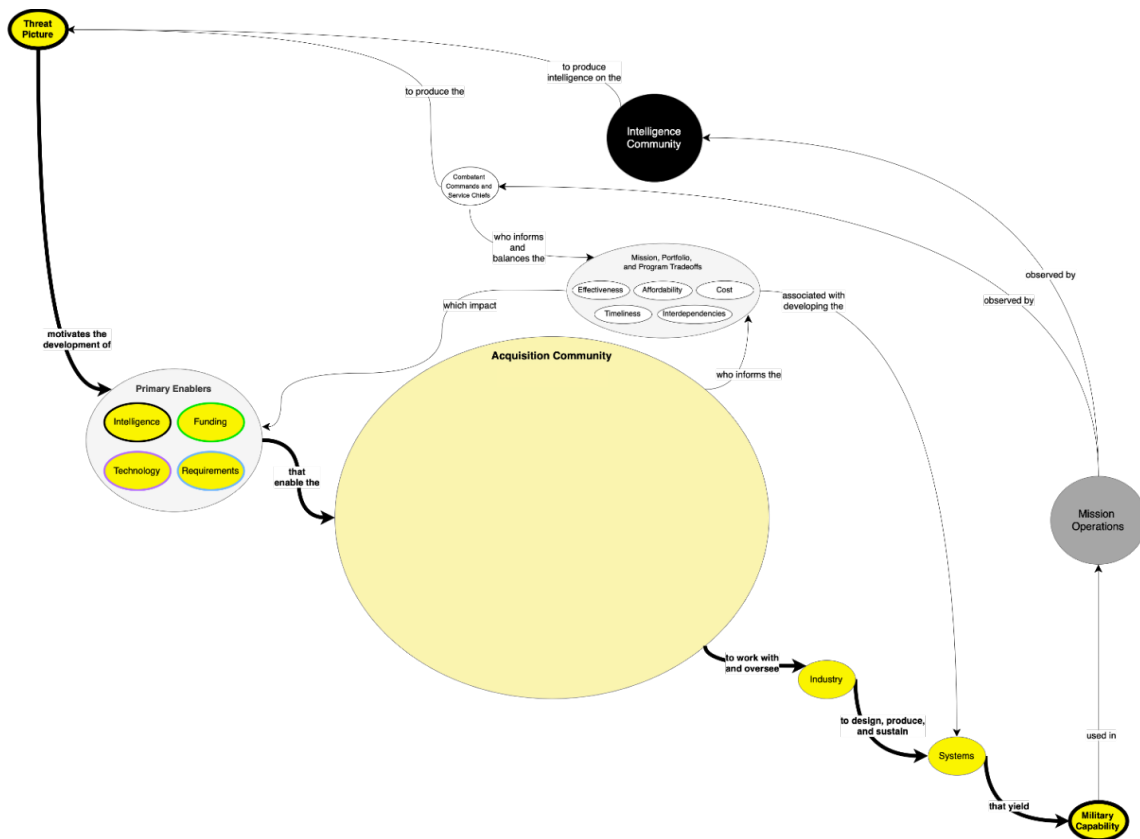 Threat
Picture
to produce
intelligence on the
to produce the
Intelligence
Community
Combatent
Commands and
Service Chiefs
who informs
and
balances the
Mission, Portfolio,
and Program Tradeoffs
Effectiveness
Affordability
Cost
Timeliness
Interdependencies
observed by
observed by
associated with
developing the
which impact
motivates the
development of
Acquisition Community
who informs the
Primary Enablers
Intelligence
Funding
Technology
Requirements
that
enable the
Mission
Operations
to work with
and oversee
Industry
to design, produce,
and sustain
Systems
used in
that yield
Military
Capability